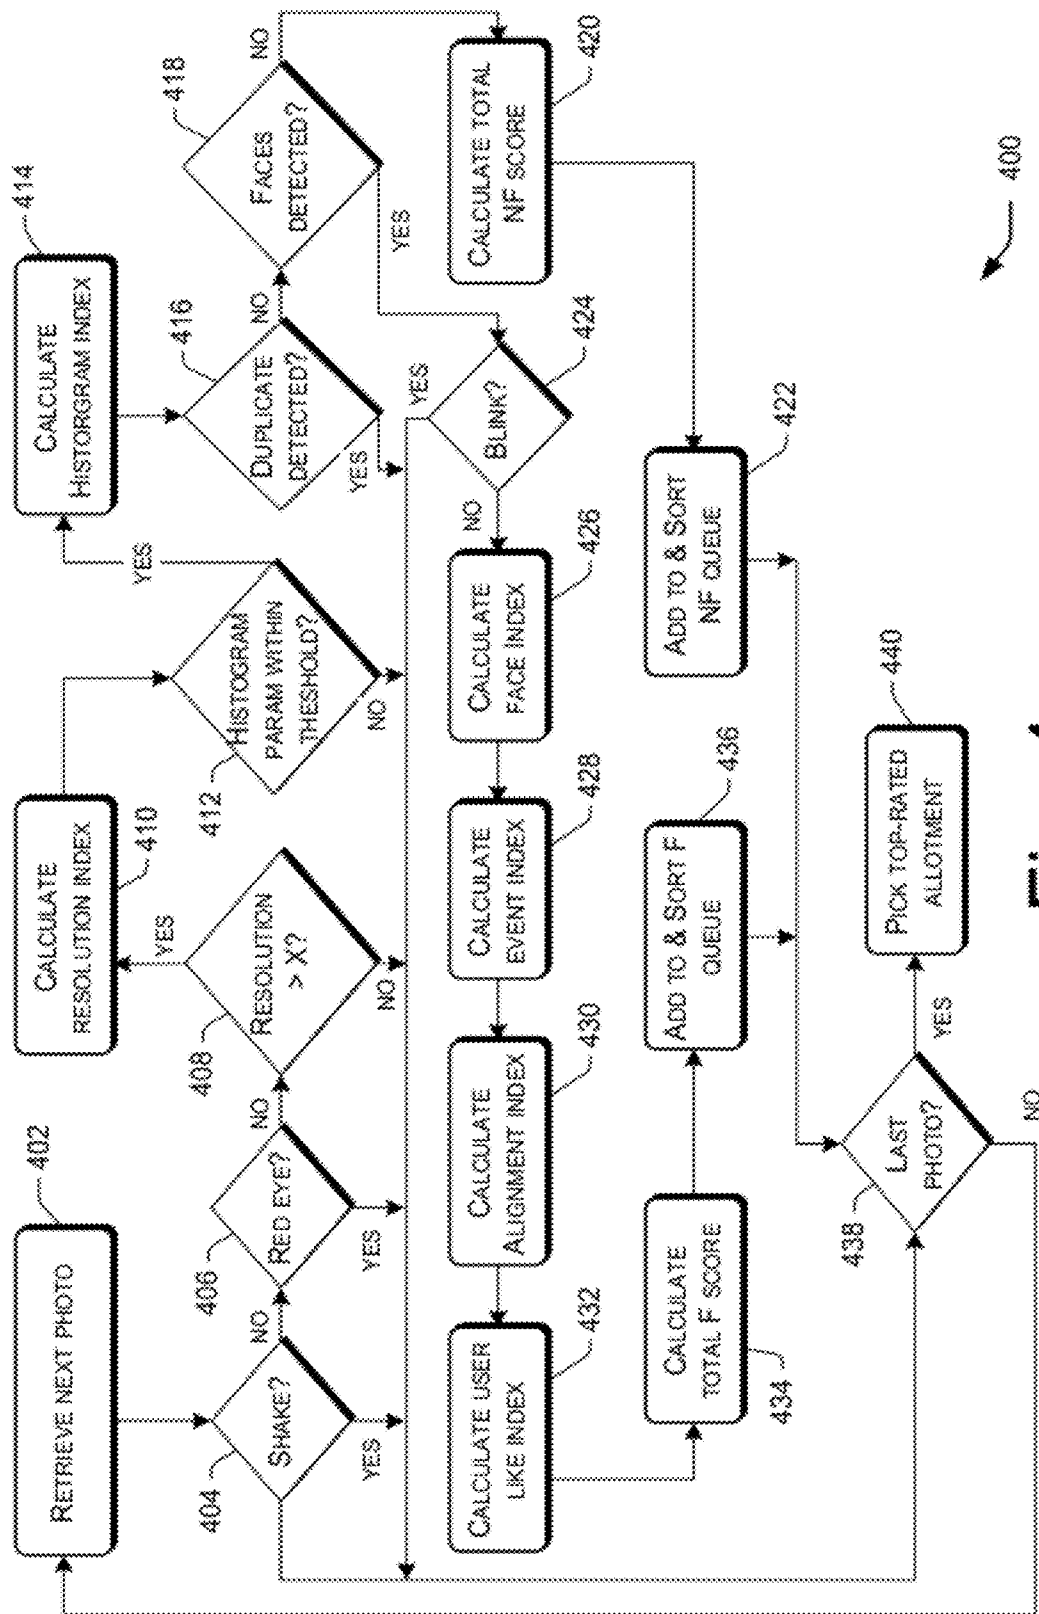 402
RETRIEVE NEXT PHOTO
404
SHAKE?
YES
NO
406
RED EYE?
YES
NO
408
RESOLUTION
> X?
NO
YES
410
CALCULATE
RESOLUTION INDEX
412
HISTOGRAM
PARAM WITHIN
THESHOLD?
NO
YES
414
CALCULATE
HISTORGRAM INDEX
416
DUPLICATE
DETECTED?
YES
NO
418
FACES
DETECTED?
NO
YES
420
CALCULATE TOTAL
NF SCORE
422
ADD TO & SORT
NF QUEUE
424
BLINK?
YES
NO
426
CALCULATE
FACE INDEX
428
CALCULATE
EVENT INDEX
430
CALCULATE
ALIGNMENT INDEX
432
CALCULATE USER
LIKE INDEX
434
CALCULATE
TOTAL F SCORE
436
ADD TO & SORT F
QUEUE
438
LAST
PHOTO?
NO
YES
440
PICK TOP-RATED
ALLOTMENT
400